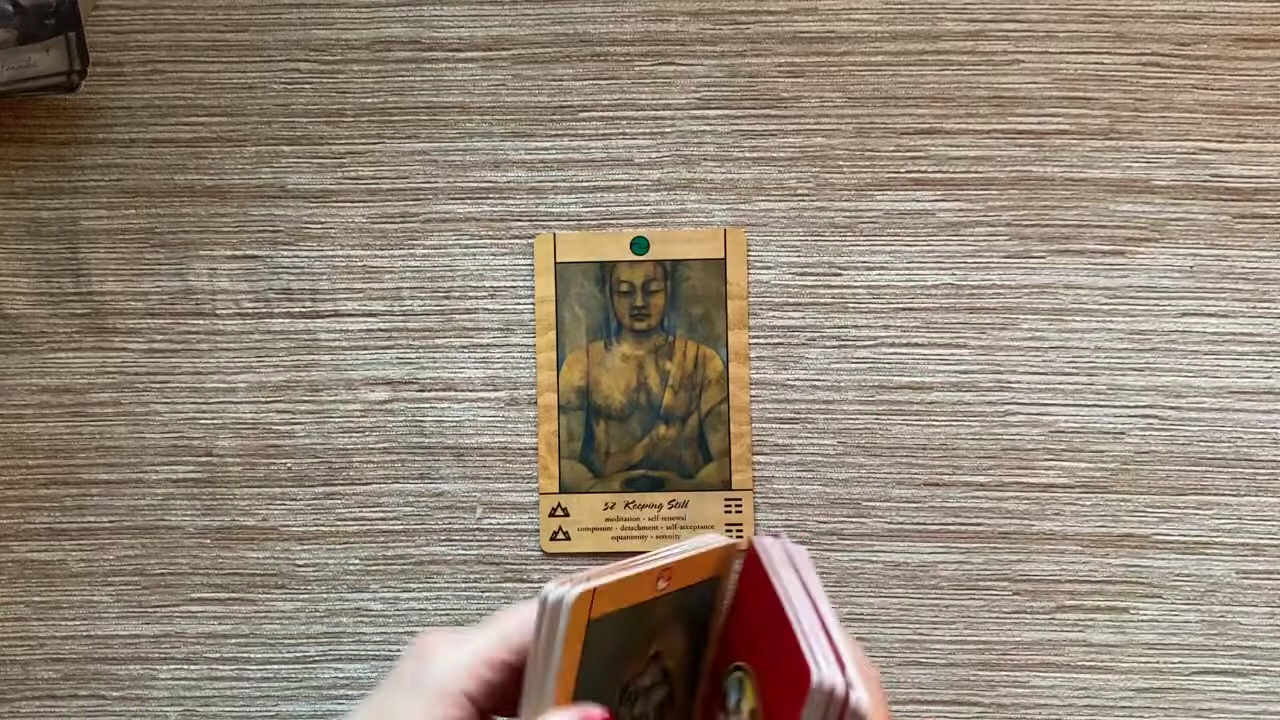 52 Keeping Still
meditation · self-renewal
composure · detachment · self-acceptance
equanimity · serenity